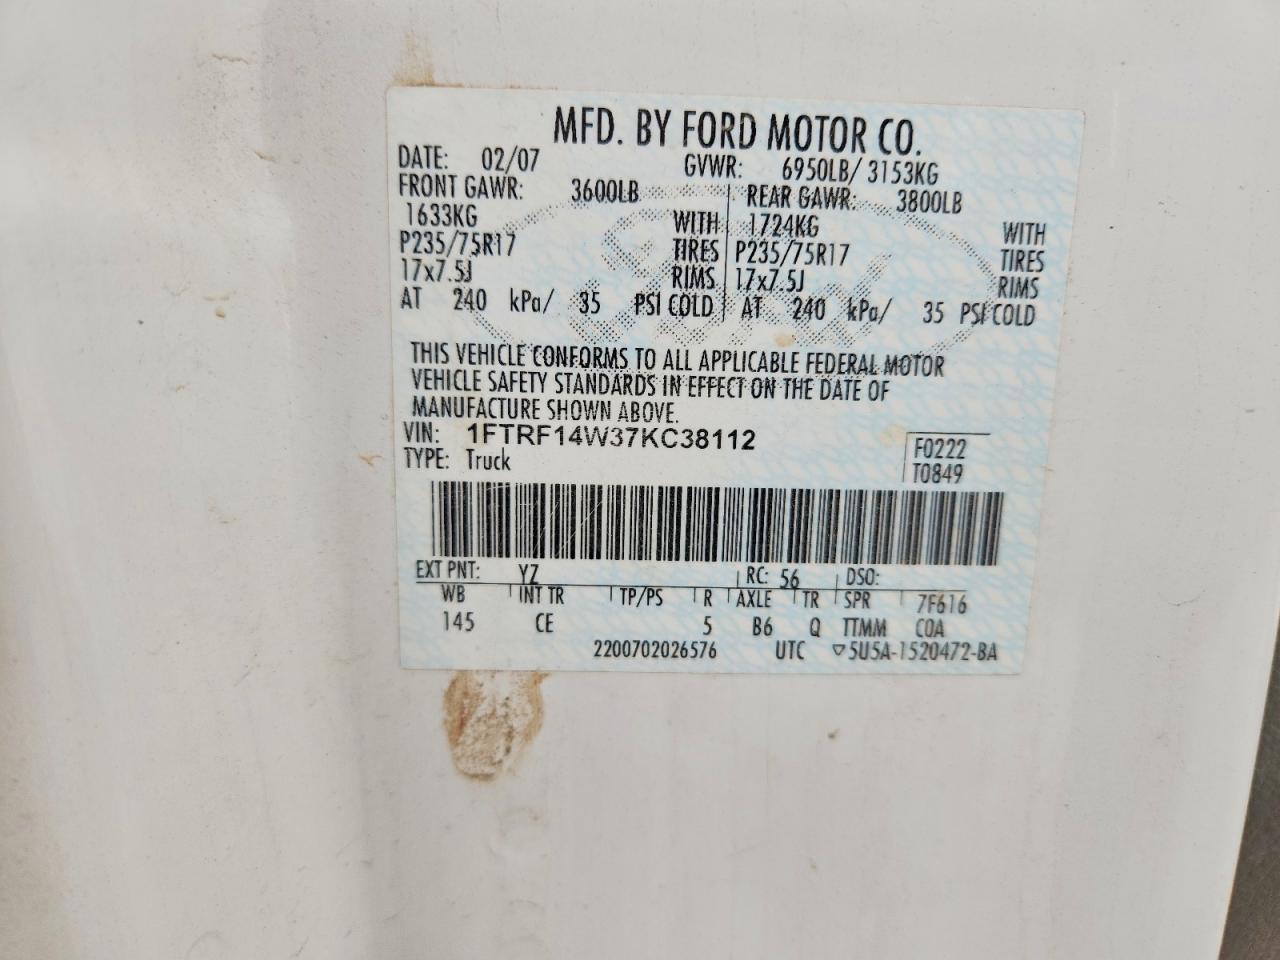 MFD. BY FORD MOTOR CO.
DATE: 02/07 GVWR: 6950LB/ 3153KG
FRONT GAWR: 3600LB REAR GAWR: 3800LB
1633KG WITH 1724KG WITH
P235/75R17 TIRES P235/75R17 TIRES
17x7.5J RIMS 17x7.5J RIMS
AT 240 kPa/ 35 PSI COLD AT 240 kPa/ 35 PSI COLD
THIS VEHICLE CONFORMS TO ALL APPLICABLE FEDERAL MOTOR
VEHICLE SAFETY STANDARDS IN EFFECT ON THE DATE OF
MANUFACTURE SHOWN ABOVE.
VIN: 1FTRF14W37KC38112
F0222
TYPE: Truck
T0849
EXT PNT: YZ RC: 56 DSO:
WB INT TR TP/PS R AXLE TR SPR 7F616
145 CE 5 B6 Q TTMM COA
2200702026576 UTC ▽5U5A-1520472-BA